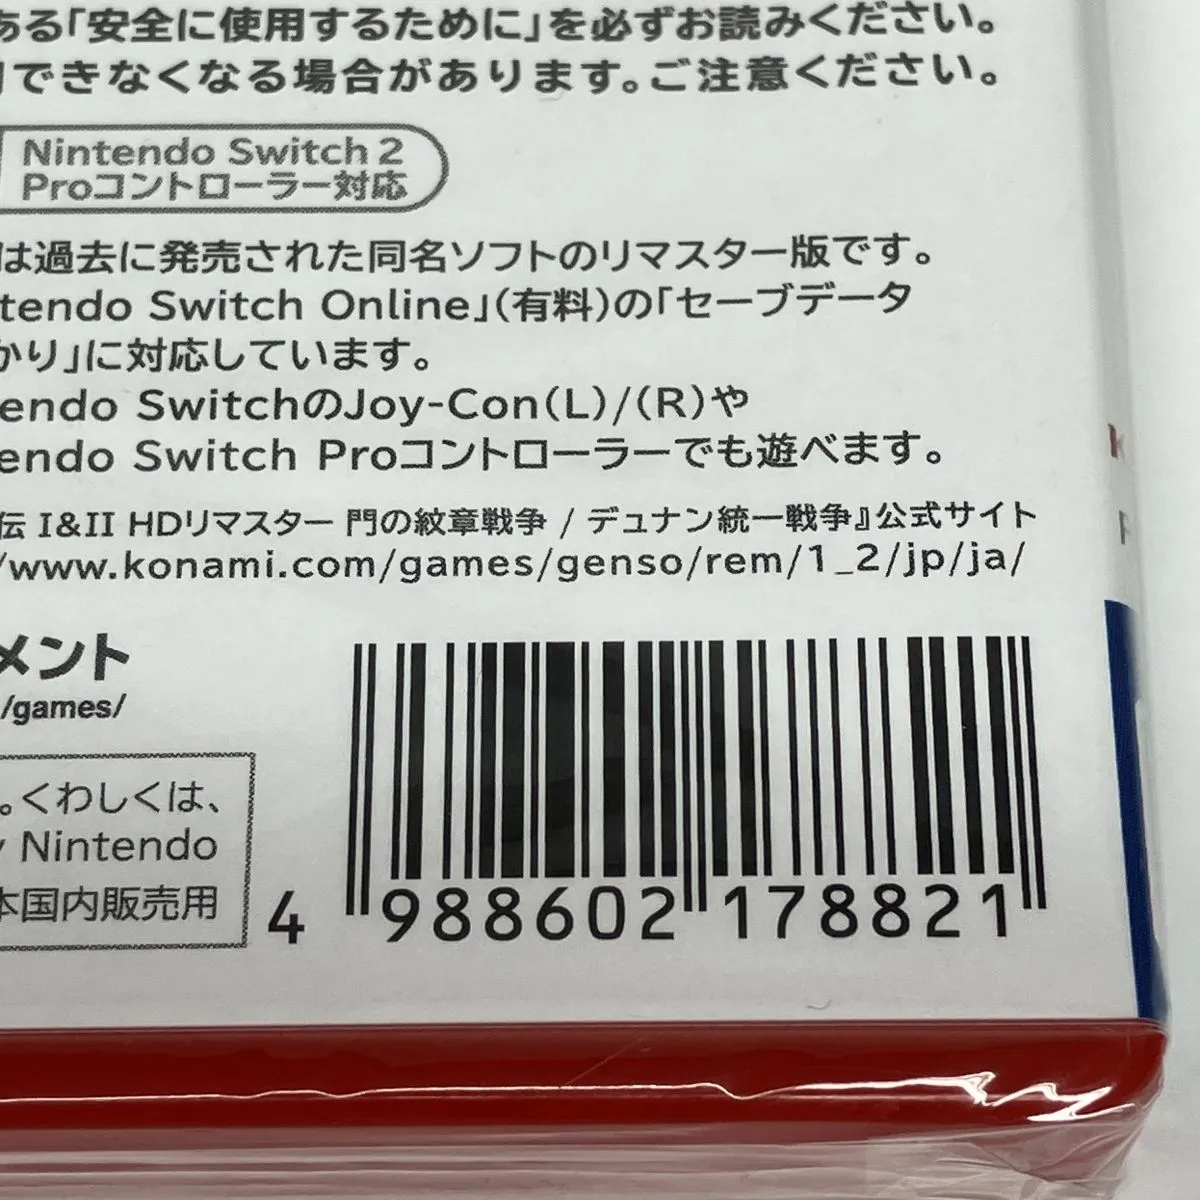 ある「安全に使用するために」を必ずお読みください。
できなくなる場合があります。ご注意ください。
Nintendo Switch 2
Proコントローラー対応
は過去に発売された同名ソフトのリマスター版です。
tendo Switch Online」(有料)の「セーブデータ
かり」に対応しています。
endo SwitchのJoy-Con(L)/(R)や
endo Switch Proコントローラーでも遊べます。
伝 I&II HDリマスター 門の紋章戦争 / デュナン統一戦争』公式サイト
/www.konami.com/games/genso/rem/1_2/jp/ja/
メント
/games/
。くわしくは、
y Nintendo
本国内販売用
4 988602 178821